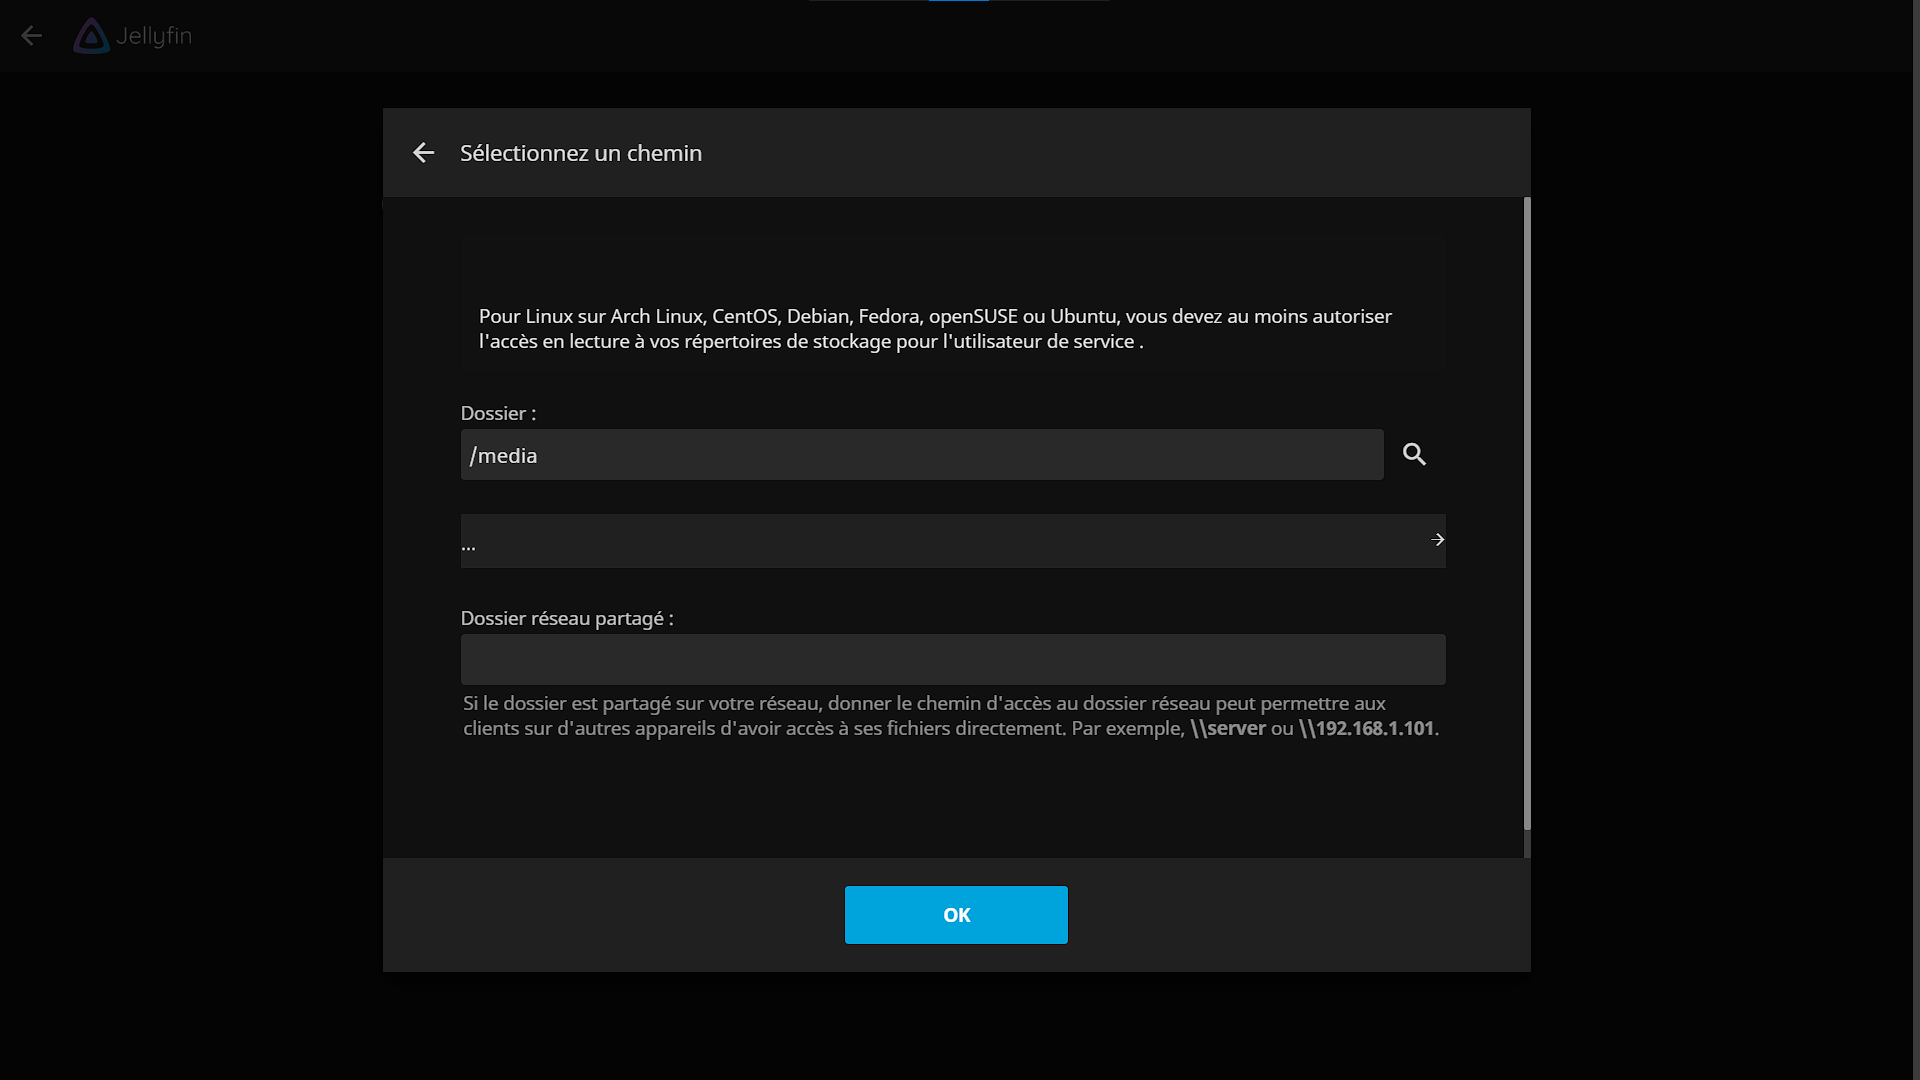 Jellyfin
Sélectionnez un chemin
Pour Linux sur Arch Linux, CentOS, Debian, Fedora, openSUSE ou Ubuntu, vous devez au moins autoriser
l'accès en lecture à vos répertoires de stockage pour l'utilisateur de service .
Dossier :
/media
...
Dossier réseau partagé :
Si le dossier est partagé sur votre réseau, donner le chemin d'accès au dossier réseau peut permettre aux
clients sur d'autres appareils d'avoir accès à ses fichiers directement. Par exemple, \\server ou \\192.168.1.101.
OK